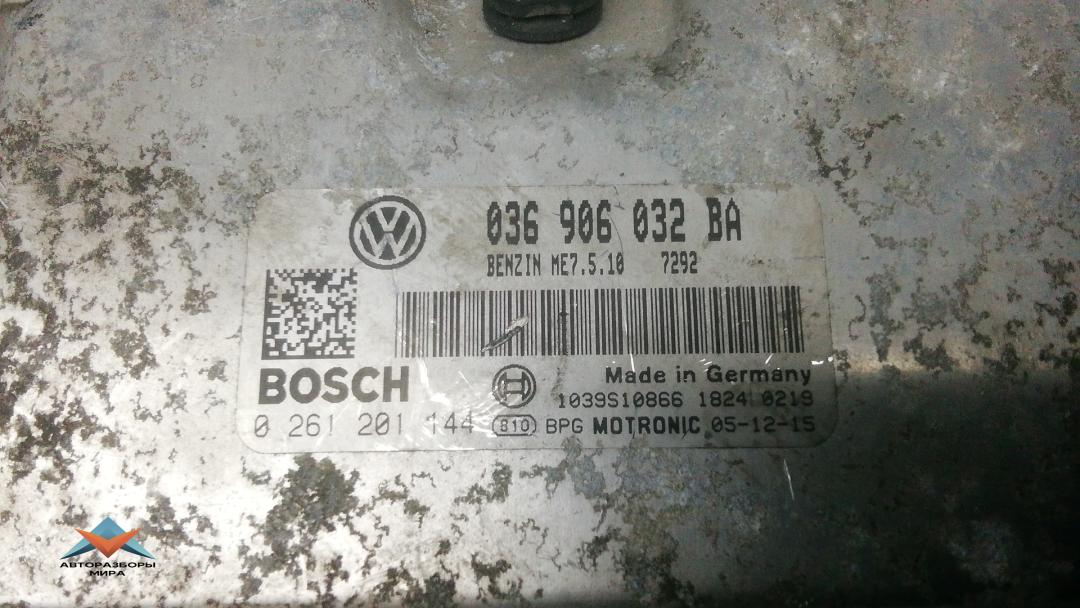 036 906 032 BA
BENZIN ME7.5.10 7292
BOSCH
Made in Germany
1039S10866 1824 0219
0 261 201 144 810 BPG MOTRONIC 05-12-15
АВТОРАЗБОРЫ
МИРА